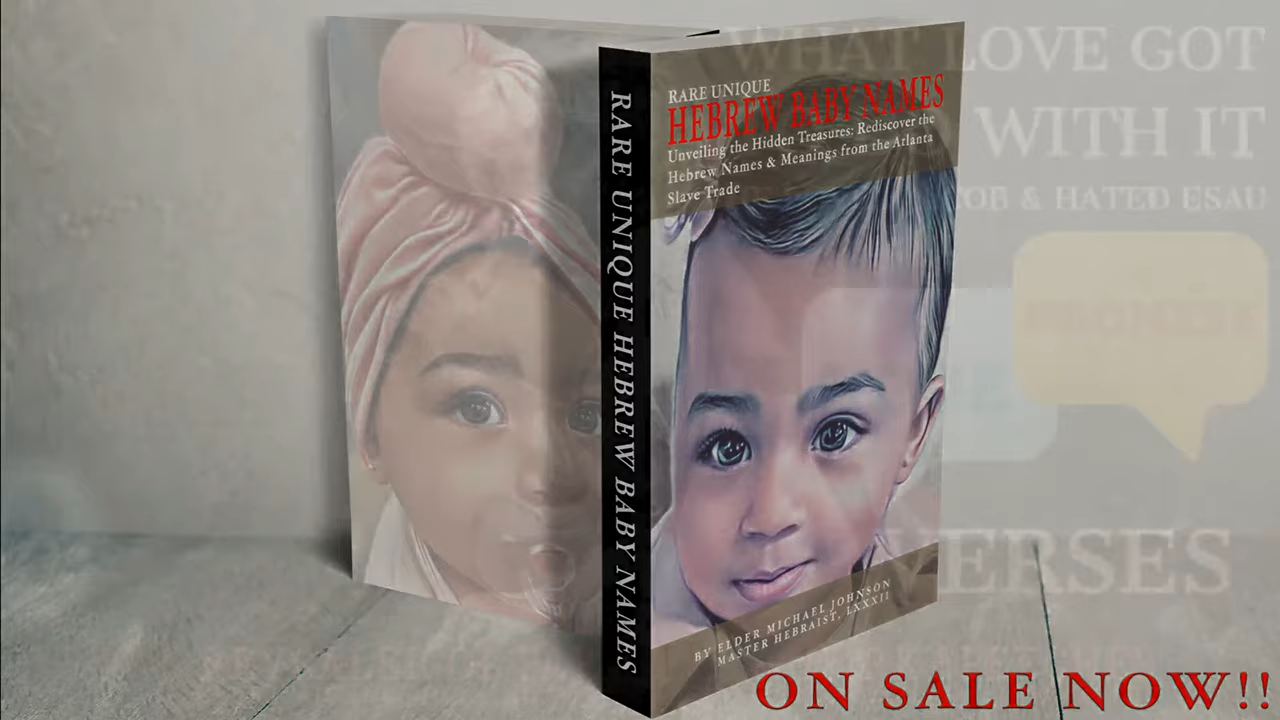 WHAT LOVE GOT
WITH IT
& HATED ESAU
RARE UNIQUE
HEBREW BABY NAMES
Unveiling the Hidden Treasures: Rediscover the
Hebrew Names & Meanings from the Atlanta
Slave Trade
RARE UNIQUE HEBREW BABY NAMES
VERSES
BY ELDER MICHAEL JOHNSON
MASTER HEBRAIST, LXXXII
ON SALE NOW!!